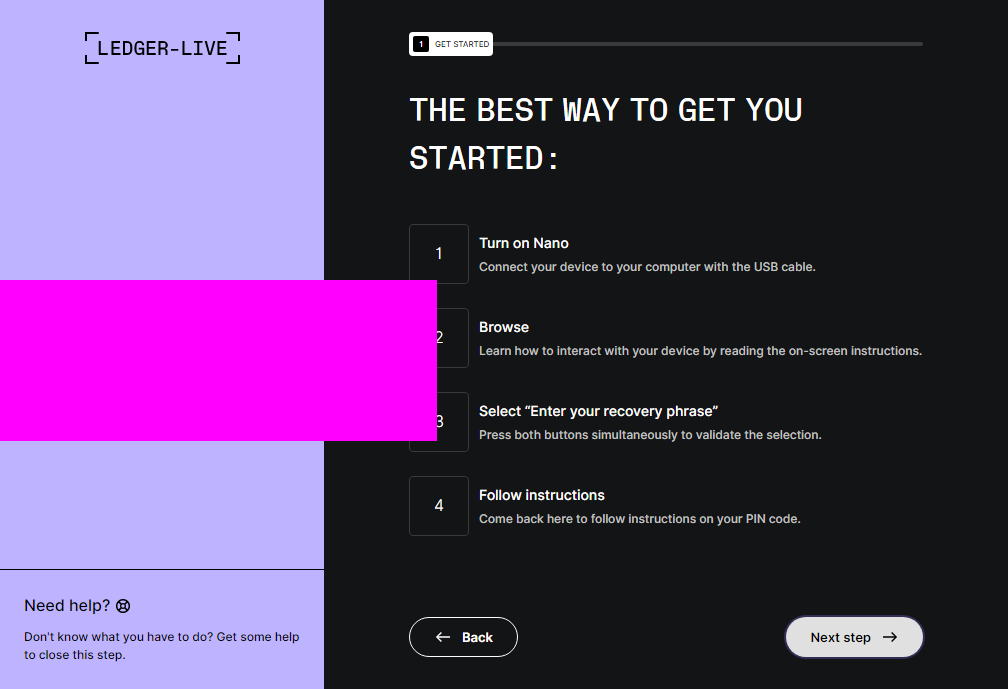 LEDGER-LIVE
1 GET STARTED
THE BEST WAY TO GET YOU
STARTED:
1
Turn on Nano
Connect your device to your computer with the USB cable.
2
Browse
Learn how to interact with your device by reading the on-screen instructions.
3
Select “Enter your recovery phrase”
Press both buttons simultaneously to validate the selection.
4
Follow instructions
Come back here to follow instructions on your PIN code.
Need help?
Don't know what you have to do? Get some help
to close this step.
Back
Next step